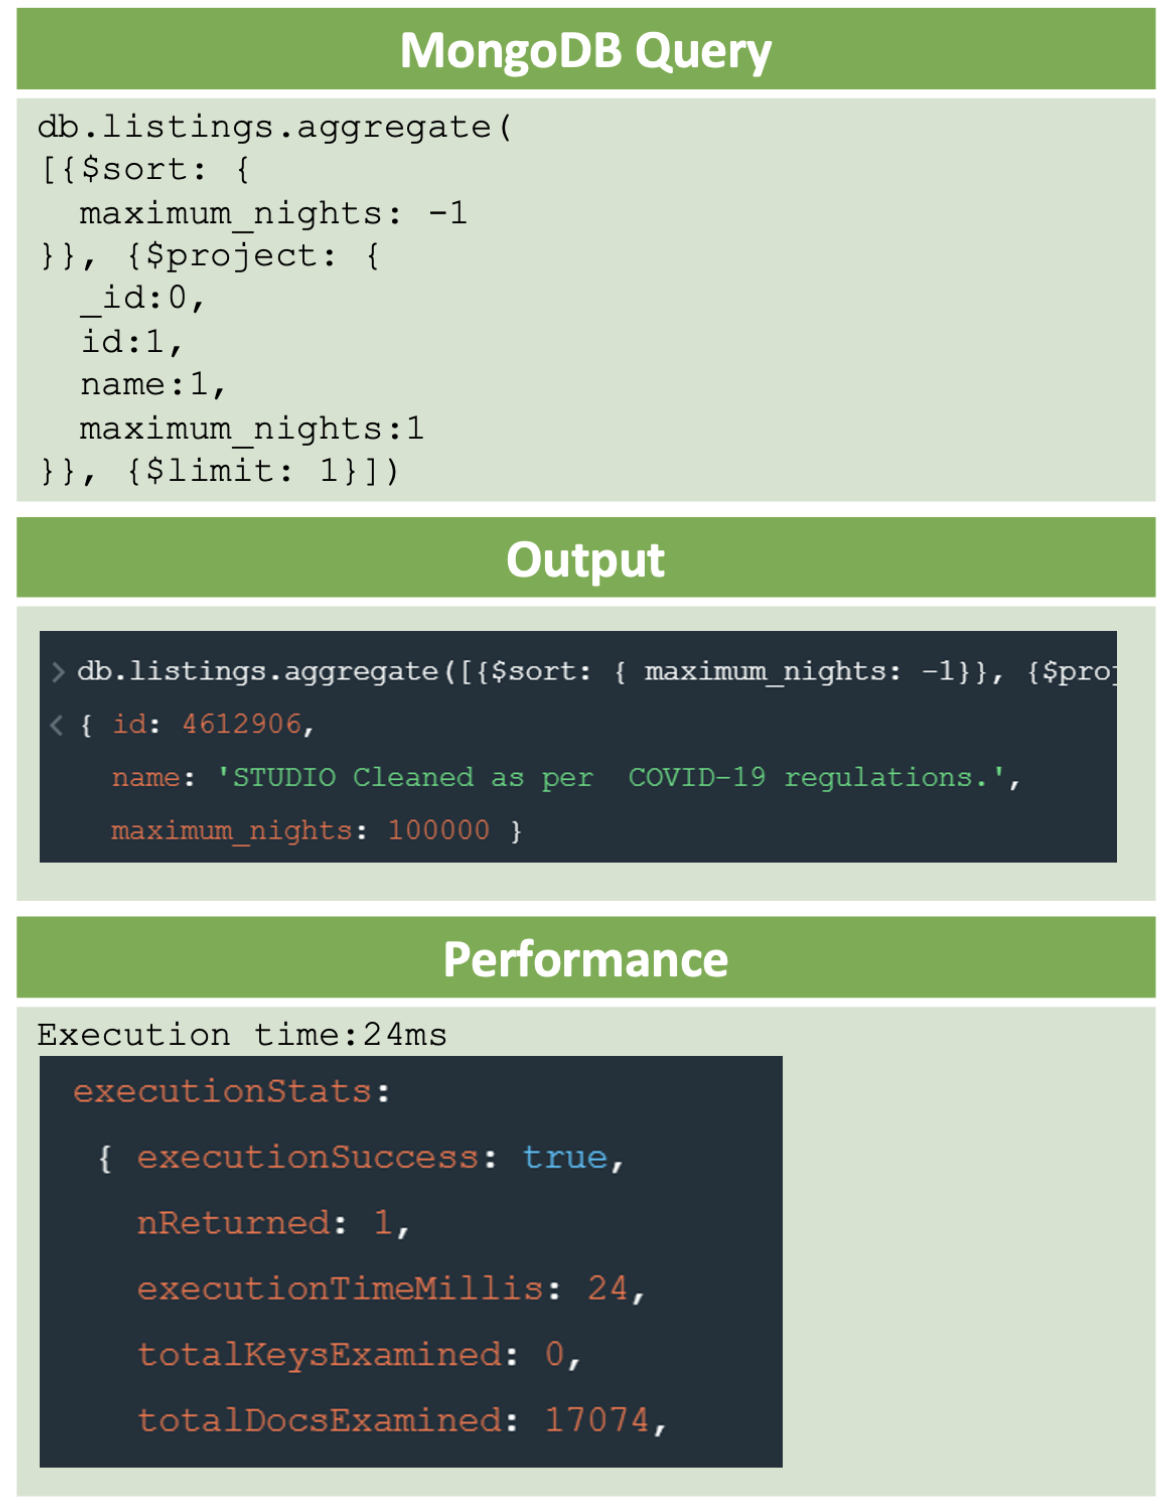 MongoDB Query
db.listings.aggregate(
[{$sort: {
maximum_nights: -1
}}, {$project: {
_id:0,
id:1,
name:1,
maximum_nights:1
}}, {$limit: 1}])
Output
> db.listings.aggregate([{$sort: { maximum_nights: -1}}, {$proj
< { id: 4612906,
name: 'STUDIO Cleaned as per  COVID-19 regulations.',
maximum_nights: 100000 }
Performance
Execution time:24ms
executionStats:
{ executionSuccess: true,
nReturned: 1,
executionTimeMillis: 24,
totalKeysExamined: 0,
totalDocsExamined: 17074,